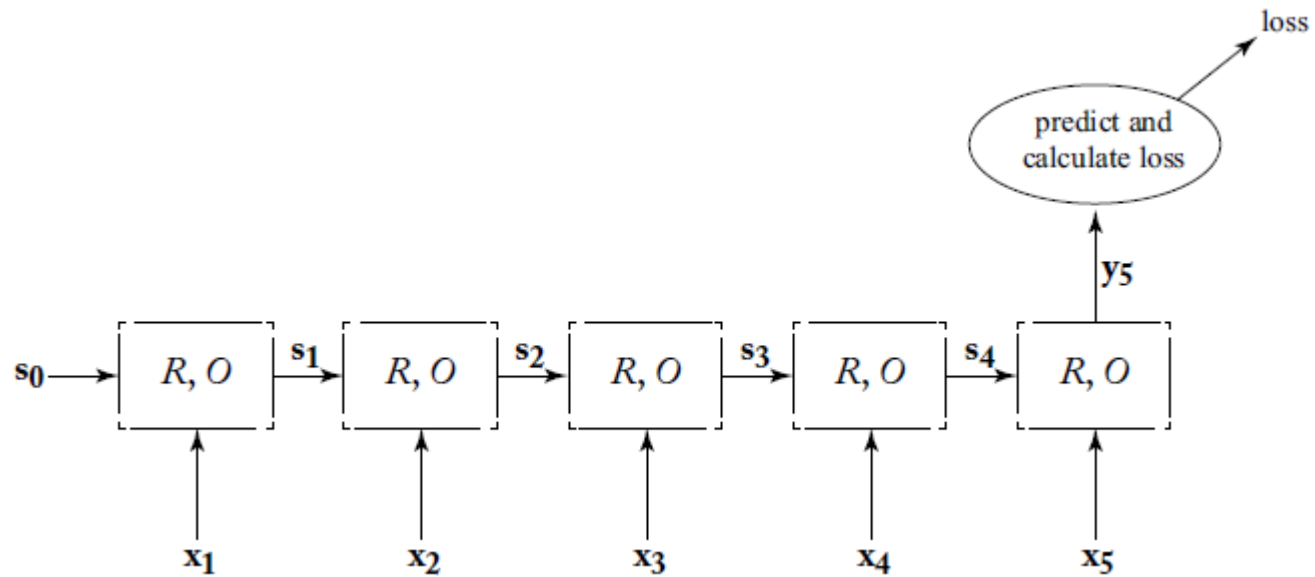 loss
predict and
calculate loss
y5
s0 R, O s1 R, O s2 R, O s3 R, O s4 R, O
x1 x2 x3 x4 x5